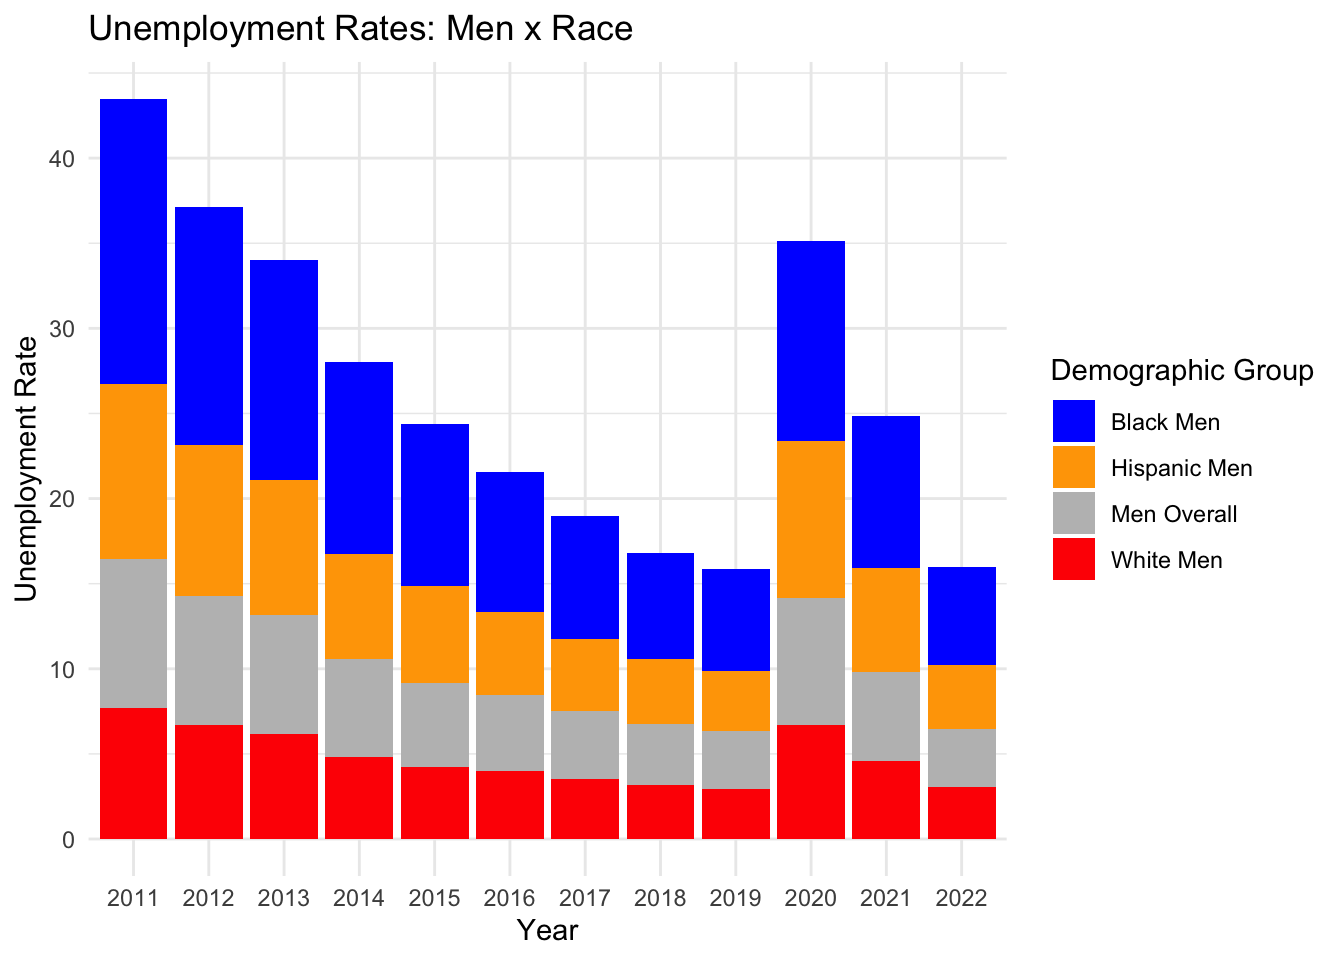 Unemployment Rates: Men x Race
Unemployment Rate
40
30
20
10
0
2011 2012 2013 2014 2015 2016 2017 2018 2019 2020 2021 2022
Year
Demographic Group
Black Men
Hispanic Men
Men Overall
White Men